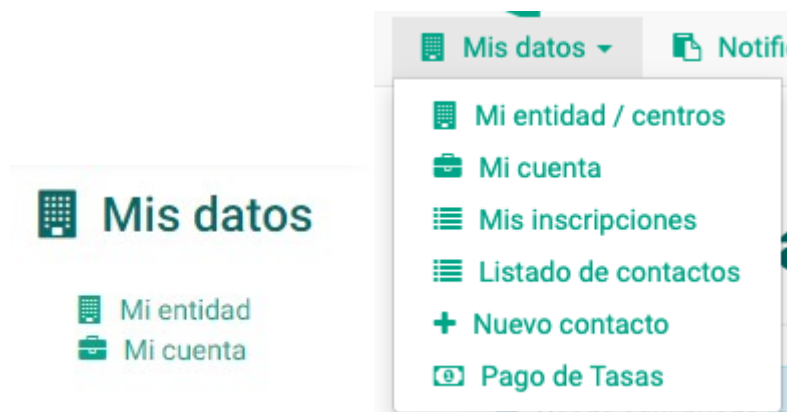 Mis datos
Mi entidad
Mi cuenta
Mis datos
Mi entidad / centros
Mi cuenta
Mis inscripciones
Listado de contactos
Nuevo contacto
Pago de Tasas